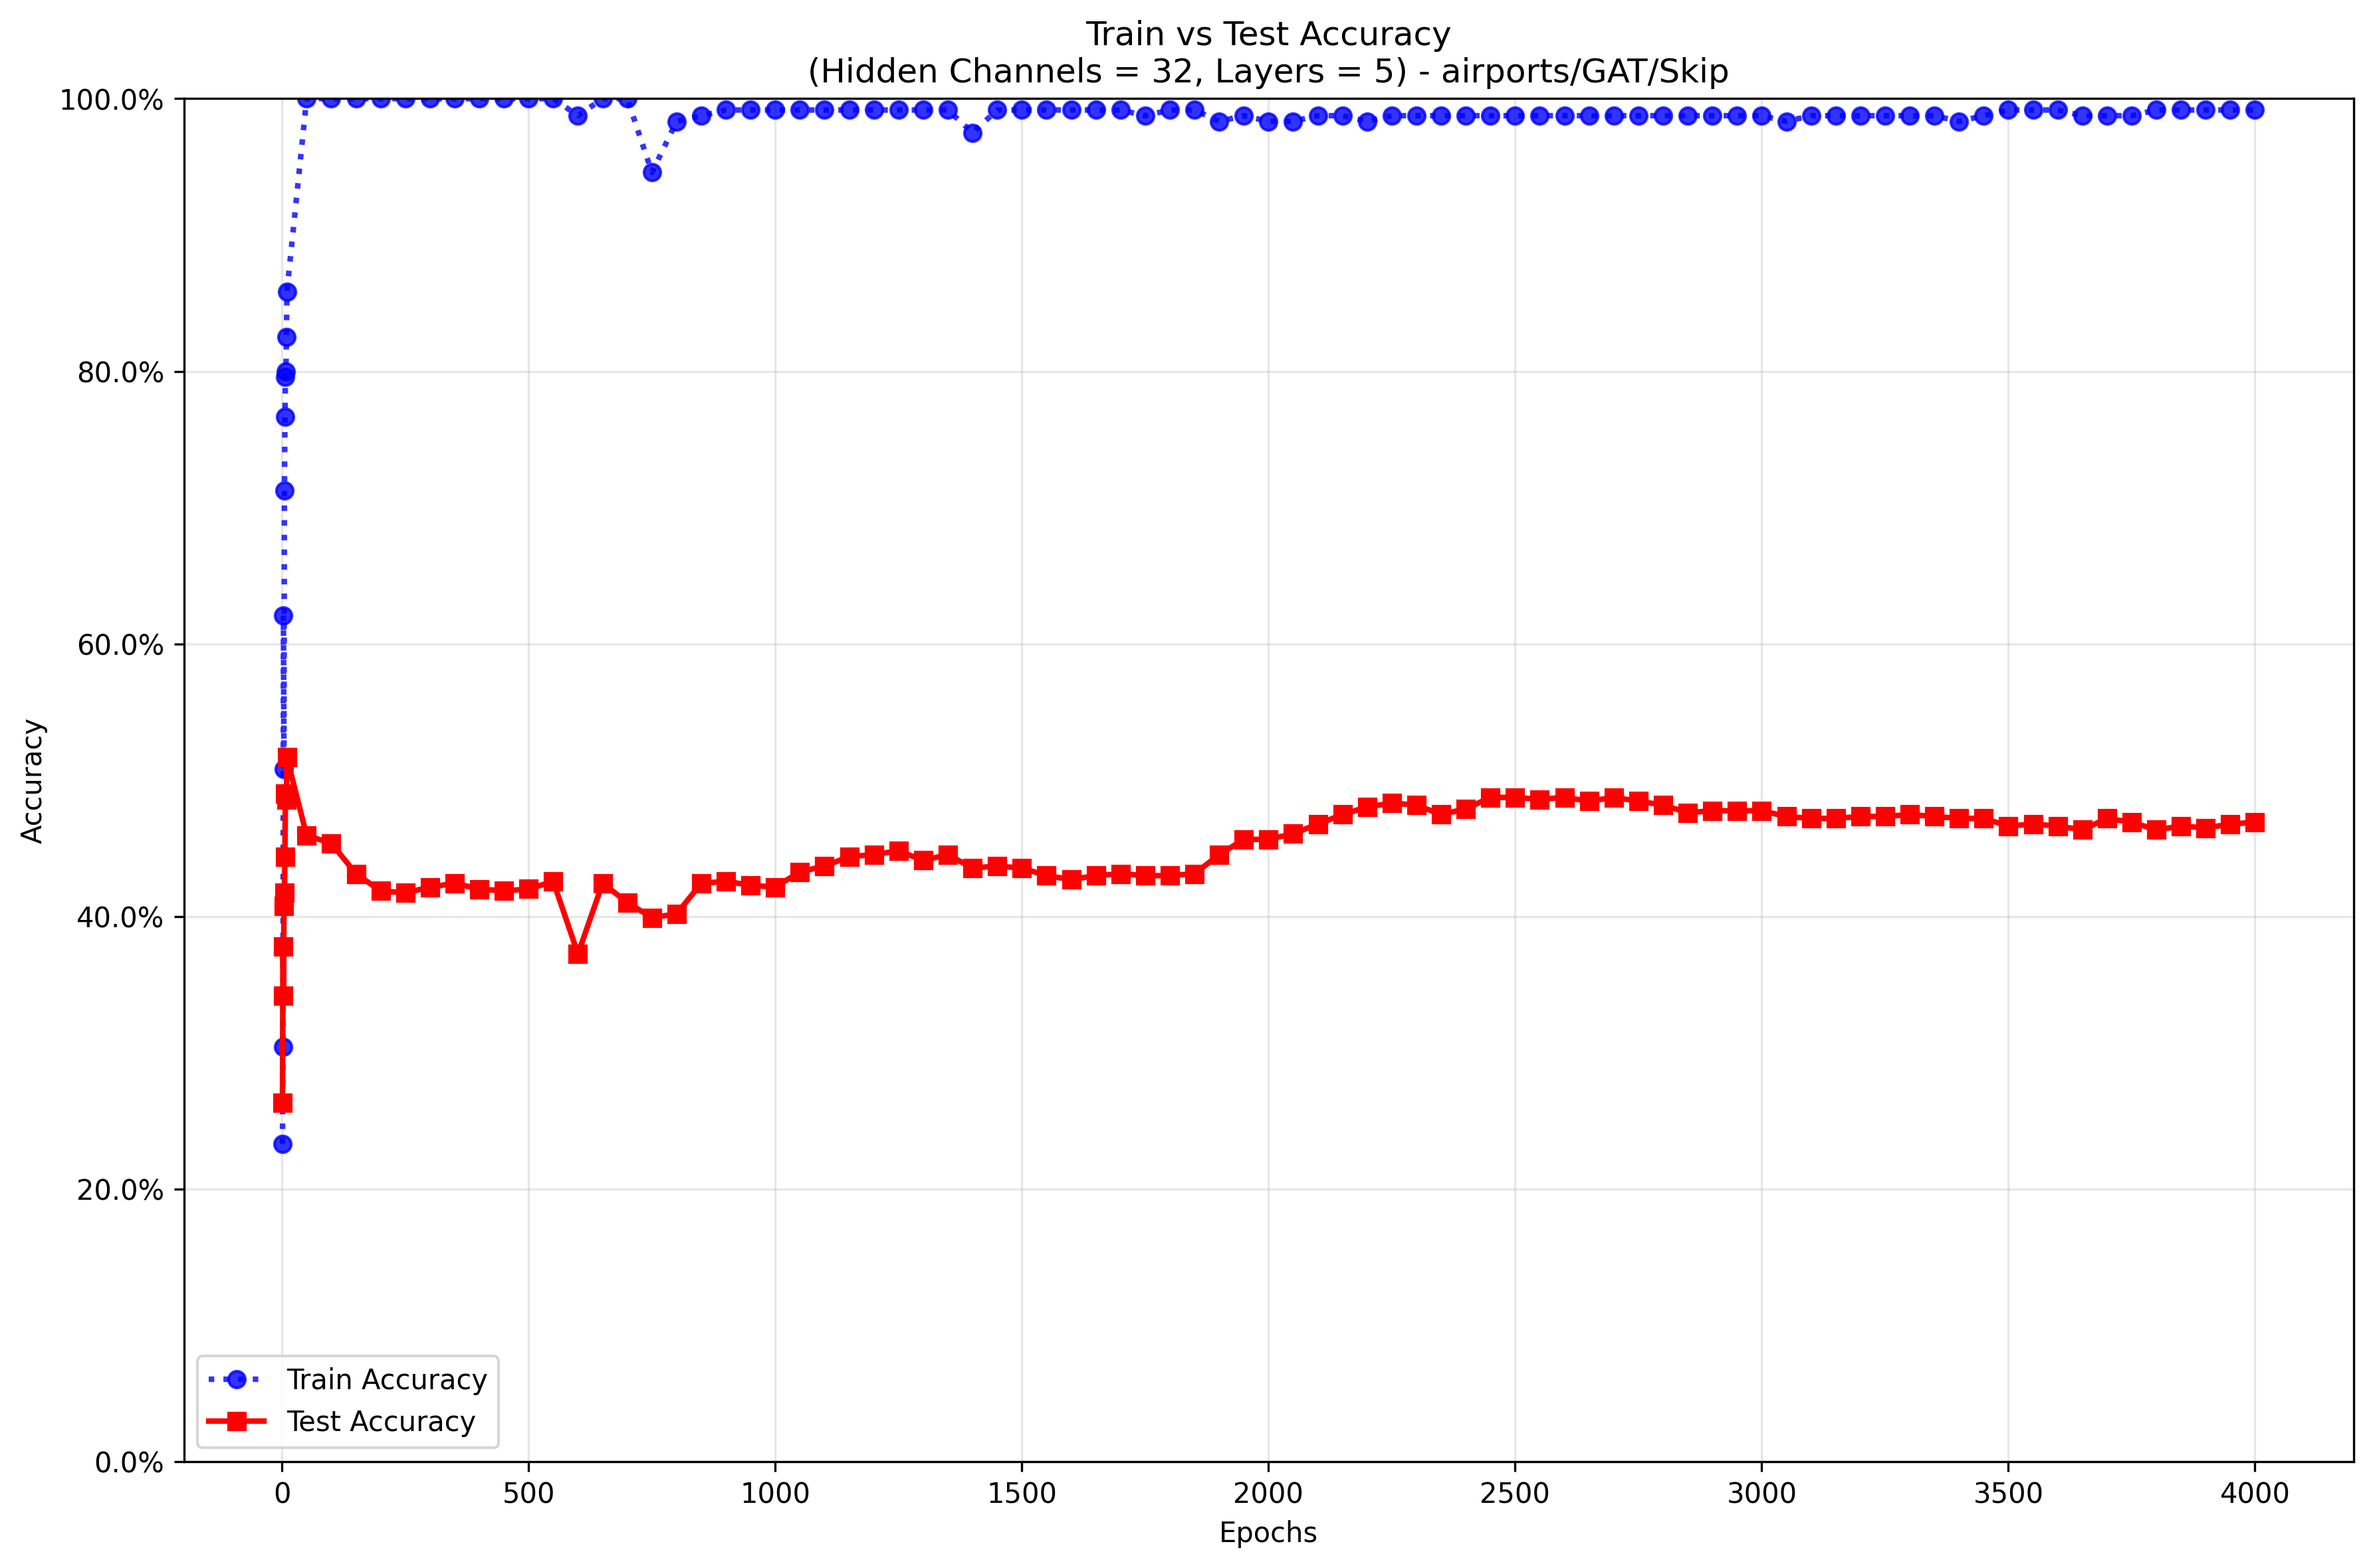 Train vs Test Accuracy
(Hidden Channels = 32, Layers = 5) - airports/GAT/Skip
100.0%
80.0%
60.0%
40.0%
20.0%
0.0%
Accuracy
Train Accuracy
Test Accuracy
0 500 1000 1500 2000 2500 3000 3500 4000
Epochs